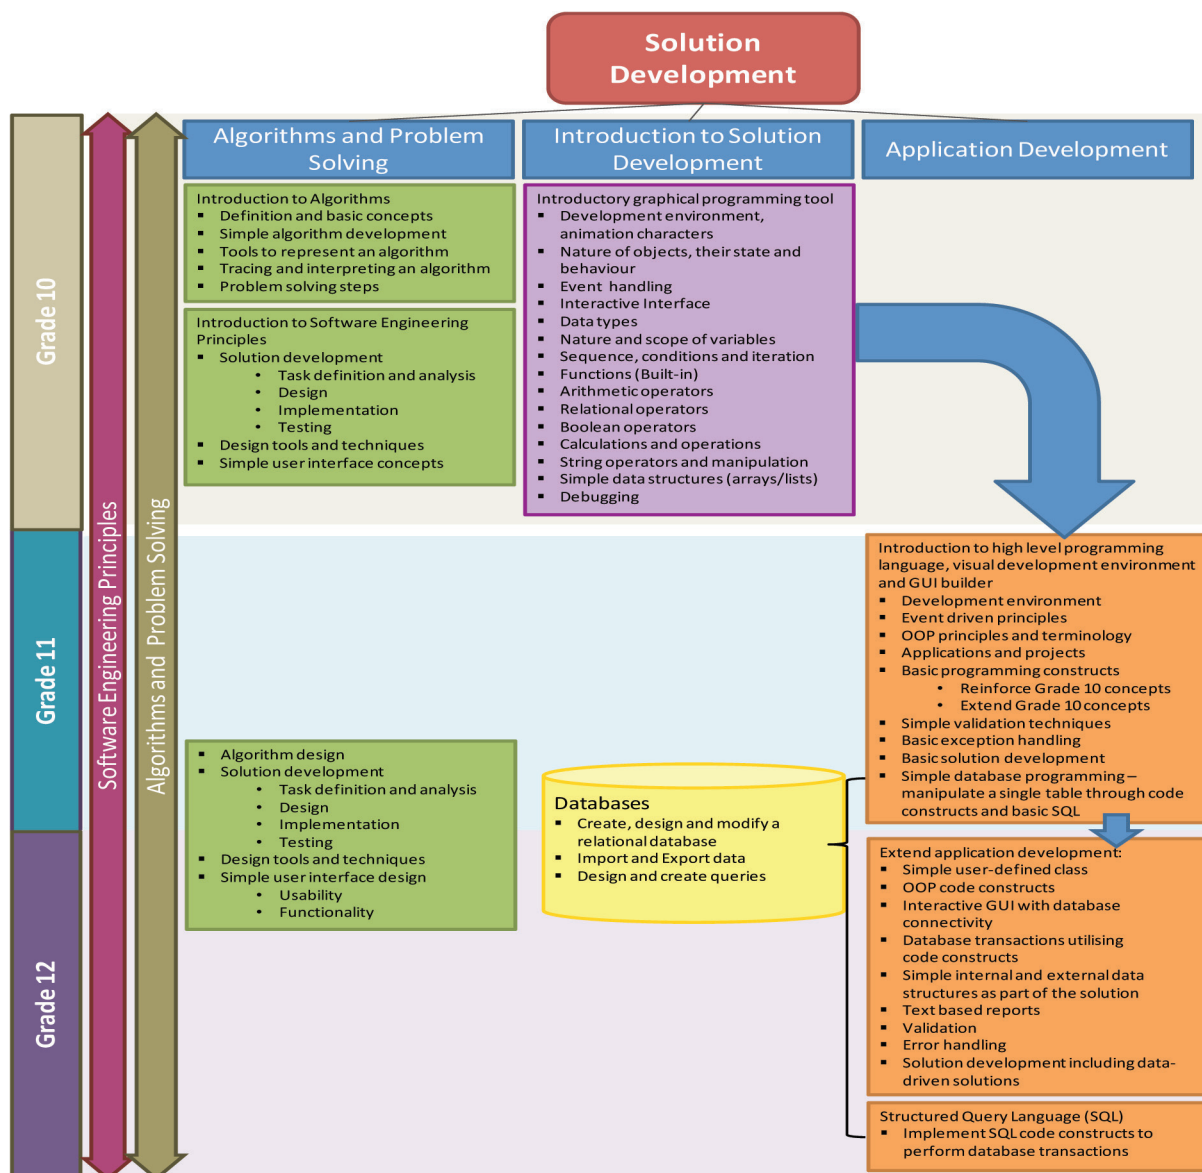 Solution
Development
Algorithms and Problem
Solving
Introduction to Solution
Development
Application Development
Grade 10
Grade 11
Grade 12
Software Engineering Principles
Algorithms and Problem Solving
Introduction to Algorithms
▪ Definition and basic concepts
▪ Simple algorithm development
▪ Tools to represent an algorithm
▪ Tracing and interpreting an algorithm
▪ Problem solving steps
Introduction to Software Engineering
Principles
▪ Solution development
• Task definition and analysis
• Design
• Implementation
• Testing
▪ Design tools and techniques
▪ Simple user interface concepts
Introductory graphical programming tool
▪ Development environment,
animation characters
▪ Nature of objects, their state and
behaviour
▪ Event handling
▪ Interactive Interface
▪ Data types
▪ Nature and scope of variables
▪ Sequence, conditions and iteration
▪ Functions (Built-in)
▪ Arithmetic operators
▪ Relational operators
▪ Boolean operators
▪ Calculations and operations
▪ String operators and manipulation
▪ Simple data structures (arrays/lists)
▪ Debugging
Introduction to high level programming
language, visual development environment
and GUI builder
▪ Development environment
▪ Event driven principles
▪ OOP principles and terminology
▪ Applications and projects
▪ Basic programming constructs
• Reinforce Grade 10 concepts
• Extend Grade 10 concepts
▪ Simple validation techniques
▪ Basic exception handling
▪ Basic solution development
▪ Simple database programming –
manipulate a single table through code
constructs and basic SQL
▪ Algorithm design
▪ Solution development
• Task definition and analysis
• Design
• Implementation
• Testing
▪ Design tools and techniques
▪ Simple user interface design
• Usability
• Functionality
Databases
▪ Create, design and modify a
relational database
▪ Import and Export data
▪ Design and create queries
Extend application development:
▪ Simple user-defined class
▪ OOP code constructs
▪ Interactive GUI with database
connectivity
▪ Database transactions utilising
code constructs
▪ Simple internal and external data
structures as part of the solution
▪ Text based reports
▪ Validation
▪ Error handling
▪ Solution development including data-
driven solutions
Structured Query Language (SQL)
▪ Implement SQL code constructs to
perform database transactions